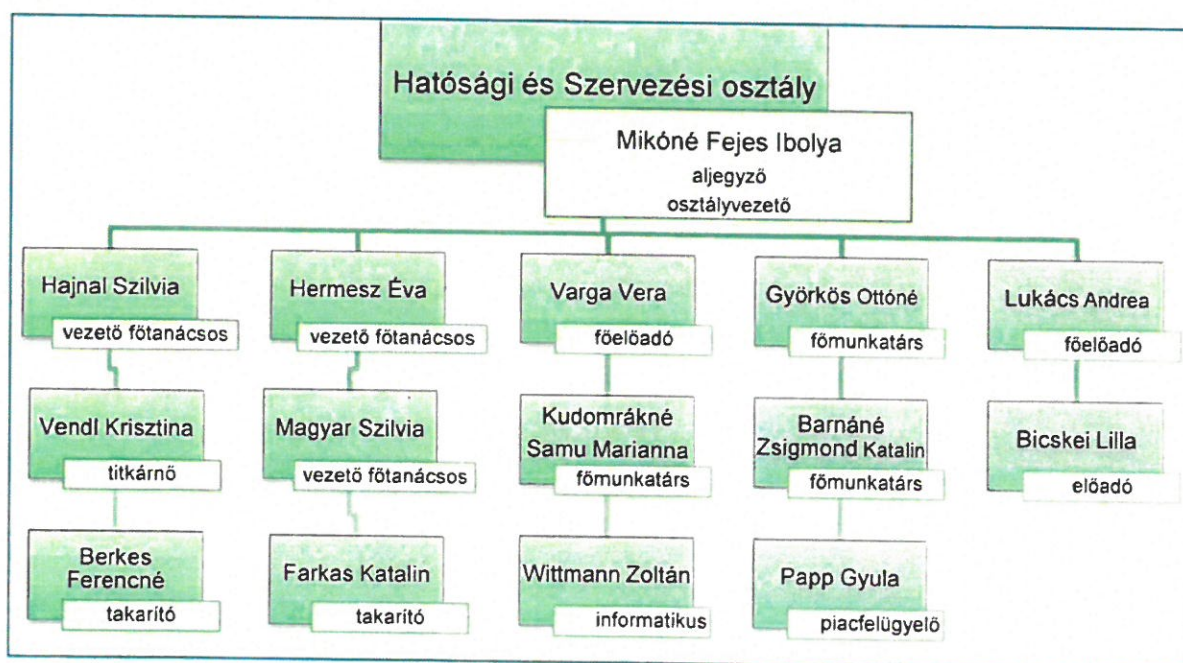 Hatósági és Szervezési osztály
Mikóné Fejes Ibolya
aljegyző
osztályvezető
Hajnal Szilvia
vezető főtanácsos
Hermesz Éva
vezető főtanácsos
Varga Vera
főelőadó
Györkös Ottóné
főmunkatárs
Lukács Andrea
főelőadó
Vendl Krisztina
titkárnő
Magyar Szilvia
vezető főtanácsos
Kudomrákné
Samu Marianna
főmunkatárs
Barnáné
Zsigmond Katalin
főmunkatárs
Bicskei Lilla
előadó
Berkes
Ferencné
takarító
Farkas Katalin
takarító
Wittmann Zoltán
informatikus
Papp Gyula
piacfelügyelő